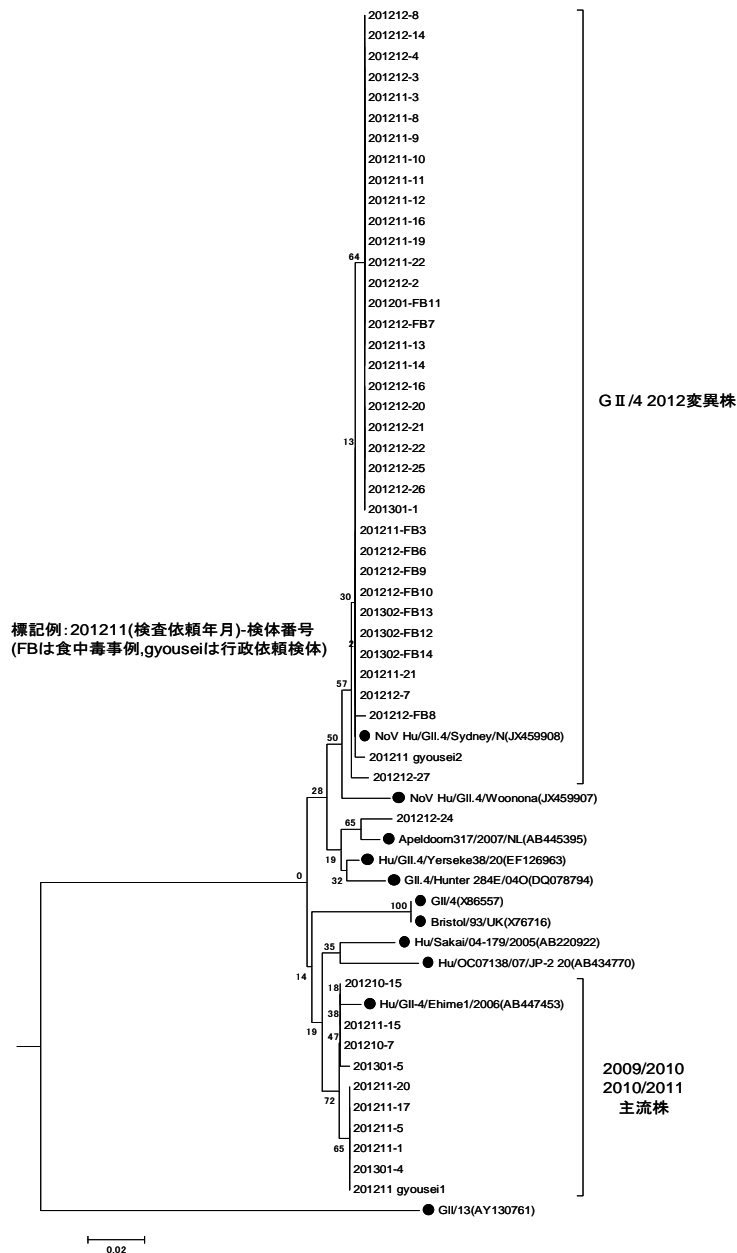 201212-8
201212-14
201212-4
201212-3
201211-3
201211-8
201211-9
201211-10
201211-11
201211-12
201211-16
201211-19
64
201211-22
201212-2
201201-FB11
201212-FB7
201211-13
201211-14
201212-16
GⅡ/4 2012変異株
201212-20
201212-21
13
201212-22
201212-25
201212-26
201301-1
201211-FB3
201212-FB6
201212-FB9
201212-FB10
30
201302-FB13
標記例:201211(検査依頼年月)-検体番号
(FBは食中毒事例,gyouseiは行政依頼検体)
201302-FB12
2
201302-FB14
201211-21
57
201212-7
201212-FB8
50
NoV Hu/GII.4/Sydney/N(JX459908)
201211 gyousei2
201212-27
28
NoV Hu/GII.4/Woonona(JX459907)
201212-24
65
Apeldoorn317/2007/NL(AB445395)
19
Hu/GII.4/Yerseke38/20(EF126963)
0
32
GII.4/Hunter 284E/04O(DQ078794)
GII/4(X86557)
100
Bristol/93/UK(X76716)
Hu/Sakai/04-179/2005(AB220922)
35
Hu/OC07138/07/JP-2 20(AB434770)
14
18
201210-15
Hu/GII-4/Ehime1/2006(AB447453)
38
201211-15
19
47
201210-7
201301-5
2009/2010
2010/2011
主流株
201211-20
72
201211-17
201211-5
65
201211-1
201301-4
201211 gyousei1
GII/13(AY130761)
0.02